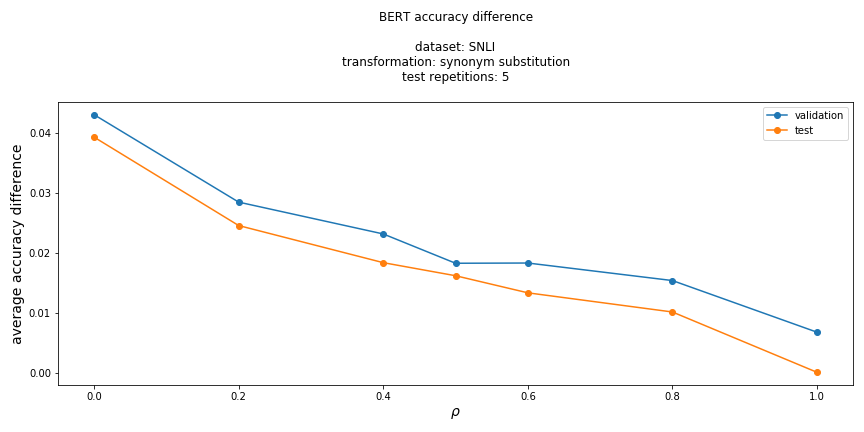 BERT accuracy difference
dataset: SNLI
transformation: synonym substitution
test repetitions: 5
validation
test
average accuracy difference
0.04
0.03
0.02
0.01
0.00
0.0 0.2 0.4 0.6 0.8 1.0
ρ